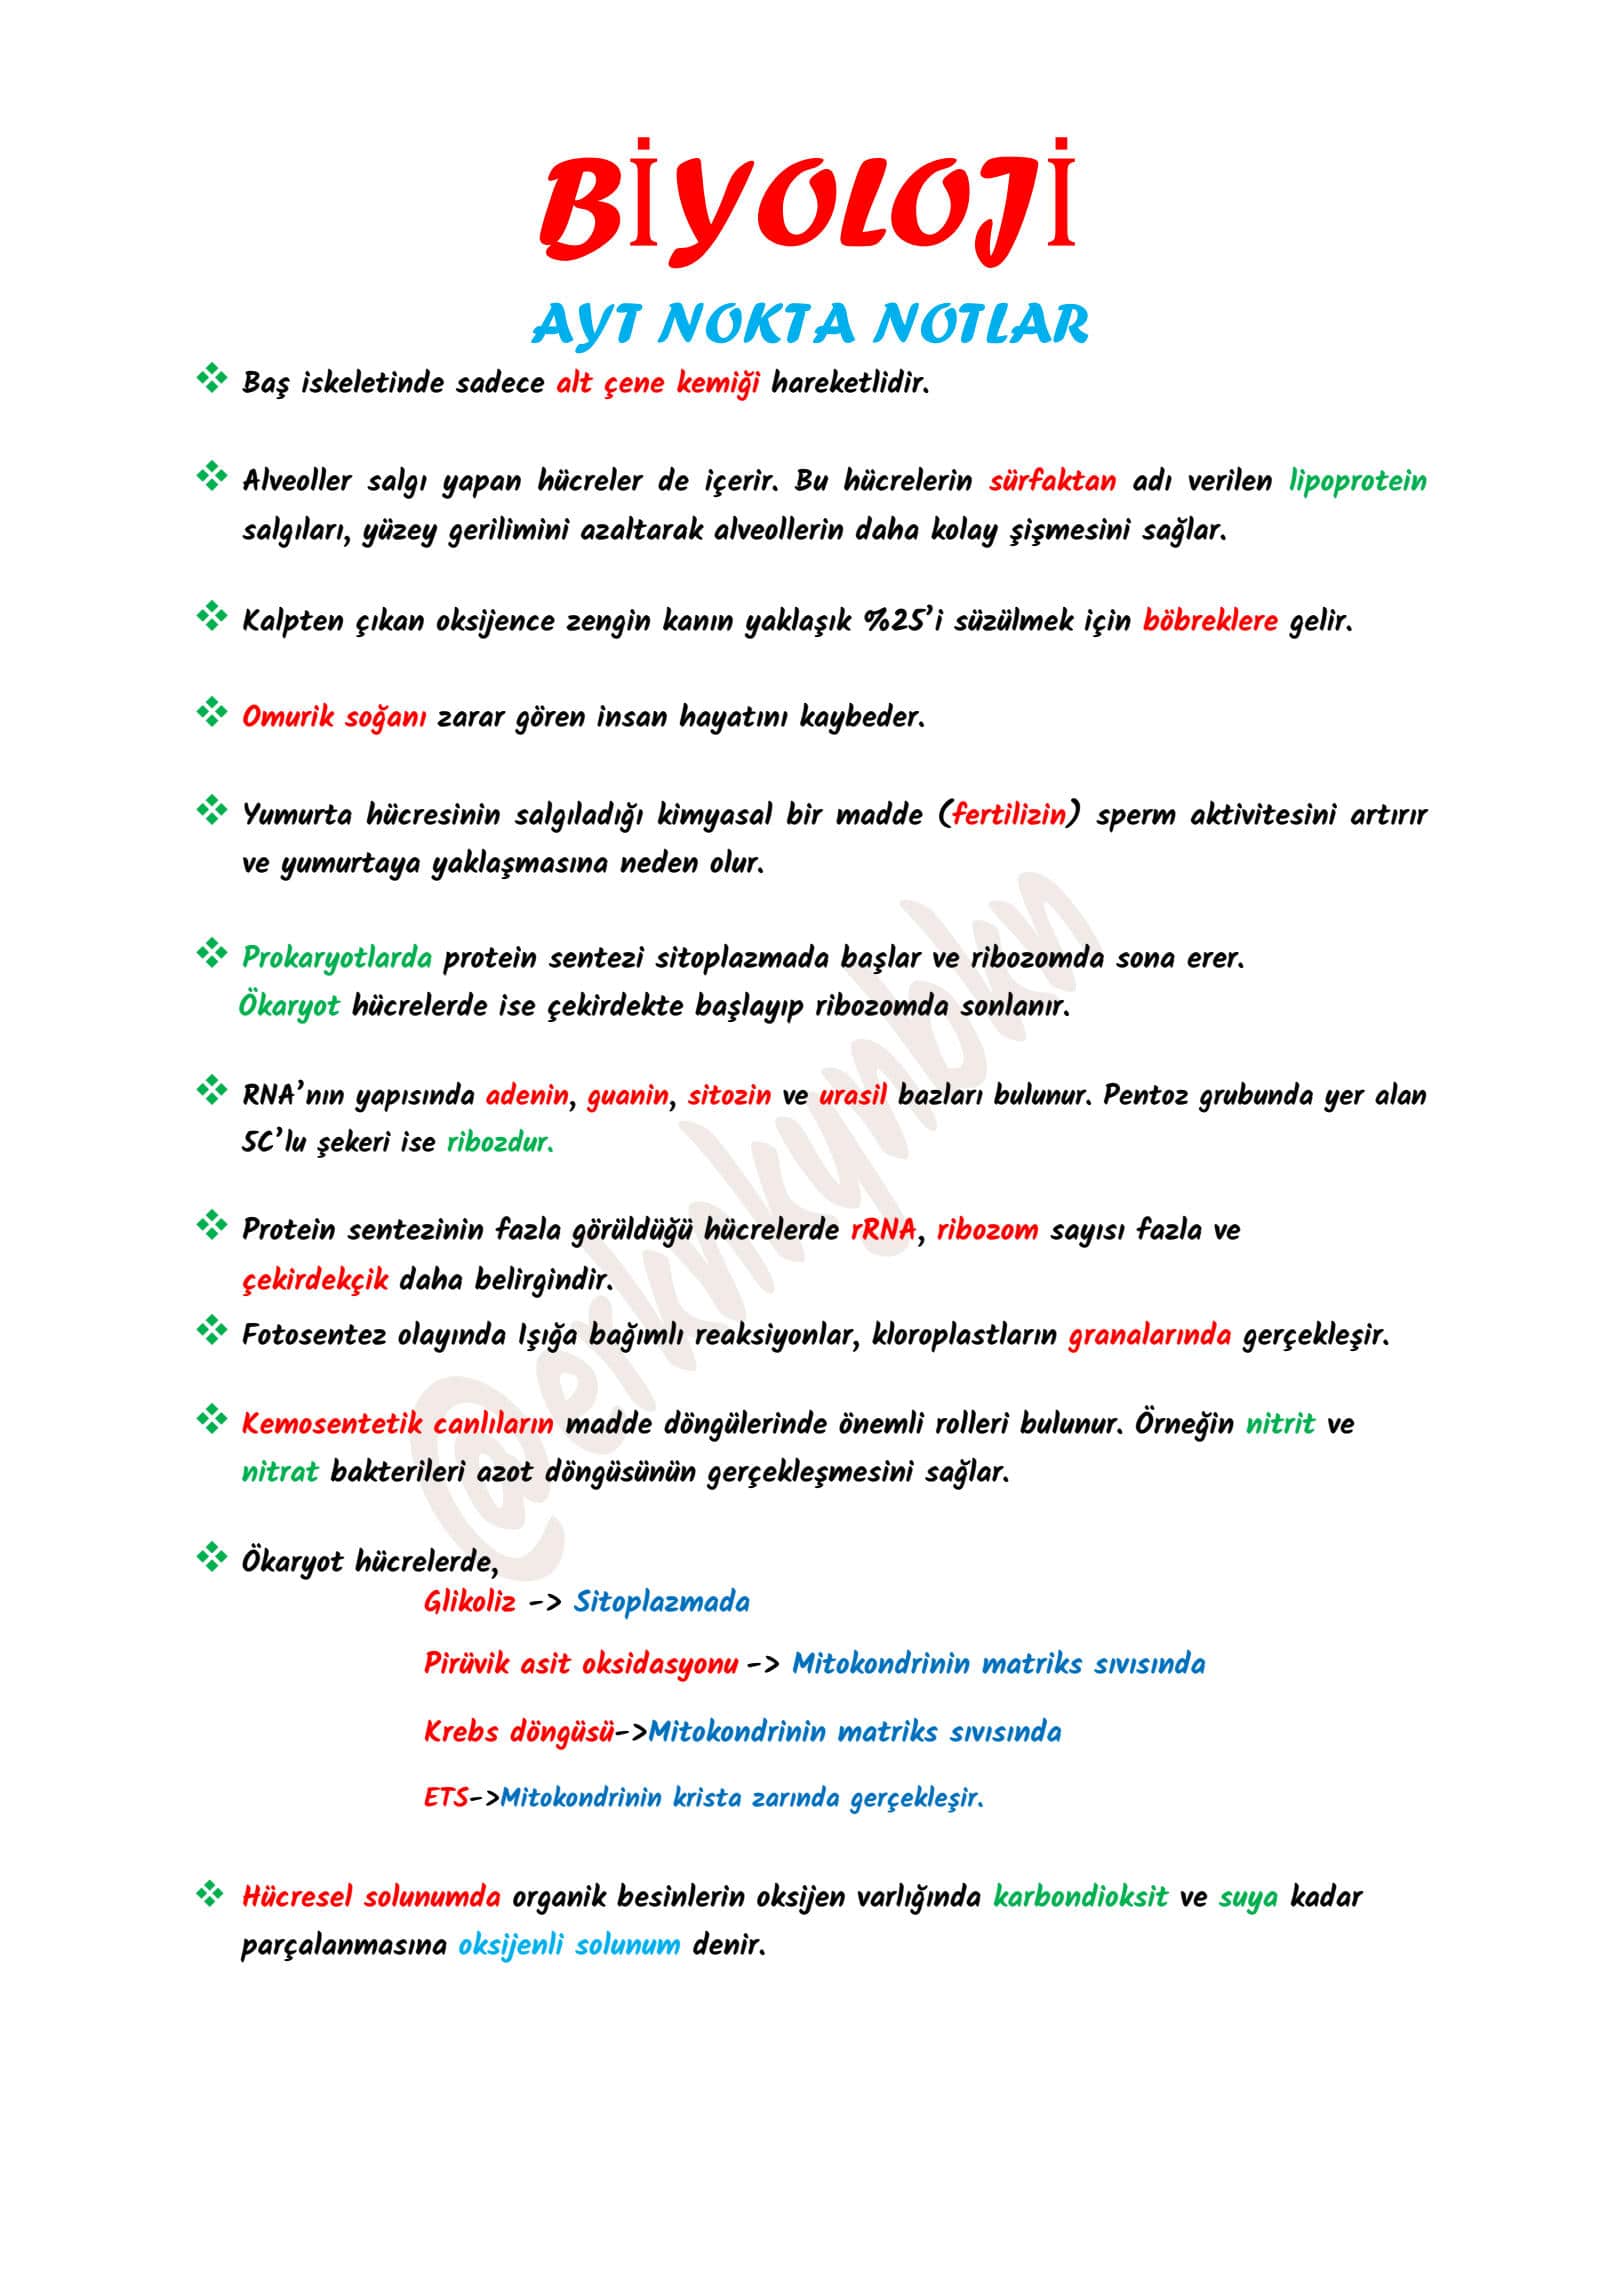 BİYOLOJİ
AYT NOKTA NOTLAR
Baş iskeletinde sadece alt çene kemiği hareketlidir.
Alveoller salgı yapan hücreler de içerir. Bu hücrelerin sürfaktan adı verilen lipoprotein
salgıları, yüzey gerilimini azaltarak alveollerin daha kolay şişmesini sağlar.
Kalpten çıkan oksijence zengin kanın yaklaşık %25’i süzülmek için böbreklere gelir.
Omurik soğanı zarar gören insan hayatını kaybeder.
Yumurta hücresinin salgıladığı kimyasal bir madde (fertilizin) sperm aktivitesini artırır
ve yumurtaya yaklaşmasına neden olur.
Prokaryotlarda protein sentezi sitoplazmada başlar ve ribozomda sona erer.
Ökaryot hücrelerde ise çekirdekte başlayıp ribozomda sonlanır.
RNA’nın yapısında adenin, guanin, sitozin ve urasil bazları bulunur. Pentoz grubunda yer alan
5C’lu şekeri ise ribozdur.
Protein sentezinin fazla görüldüğü hücrelerde rRNA, ribozom sayısı fazla ve
çekirdekçik daha belirgindir.
Fotosentez olayında Işığa bağımlı reaksiyonlar, kloroplastların granalarında gerçekleşir.
Kemosentetik canlıların madde döngülerinde önemli rolleri bulunur. Örneğin nitrit ve
nitrat bakterileri azot döngüsünün gerçekleşmesini sağlar.
Ökaryot hücrelerde,
Glikoliz -> Sitoplazmada
Pirüvik asit oksidasyonu -> Mitokondrinin matriks sıvısında
Krebs döngüsü->Mitokondrinin matriks sıvısında
ETS->Mitokondrinin krista zarında gerçekleşir.
Hücresel solunumda organik besinlerin oksijen varlığında karbondioksit ve suya kadar
parçalanmasına oksijenli solunum denir.
@erknkynbkn